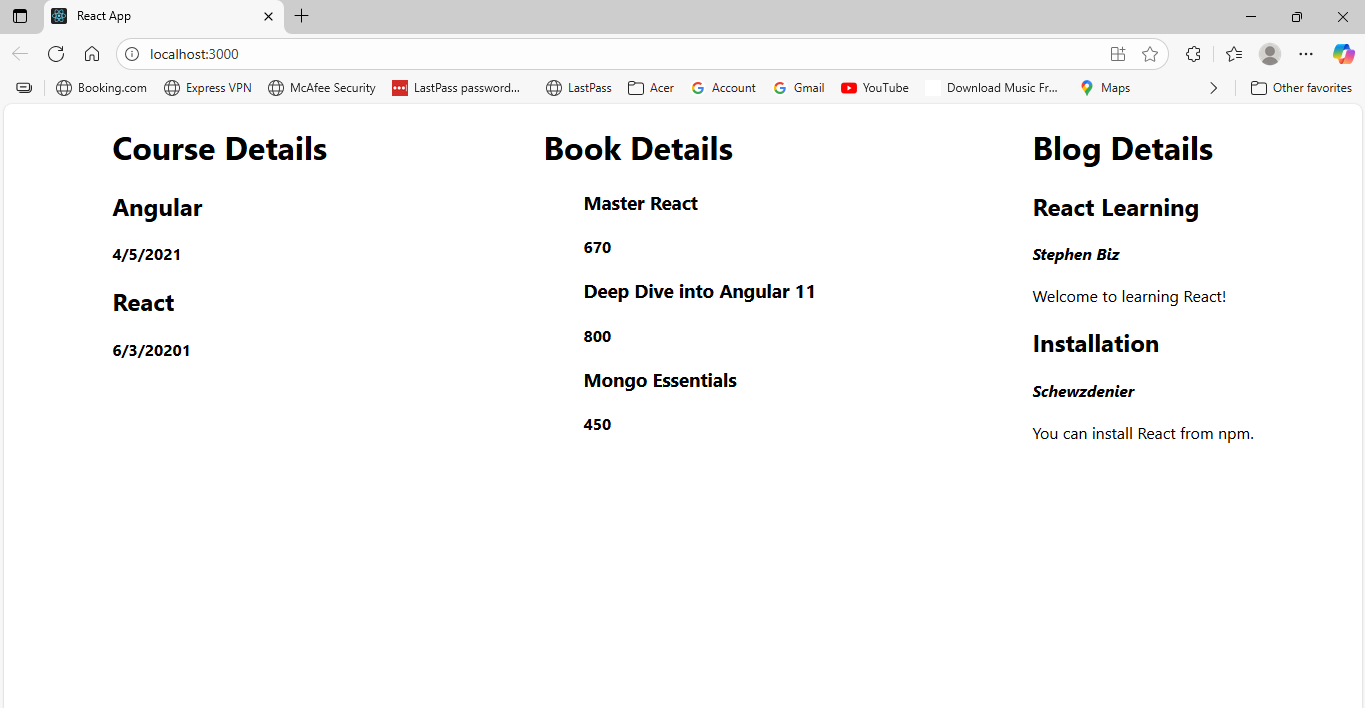 React App
localhost:3000
Booking.com
Express VPN
McAfee Security
LastPass password...
LastPass
Acer
Account
Gmail
YouTube
Download Music Fr...
Maps
Other favorites
Course Details
Angular
4/5/2021
React
6/3/20201
Book Details
Master React
670
Deep Dive into Angular 11
800
Mongo Essentials
450
Blog Details
React Learning
Stephen Biz
Welcome to learning React!
Installation
Schewzdenier
You can install React from npm.